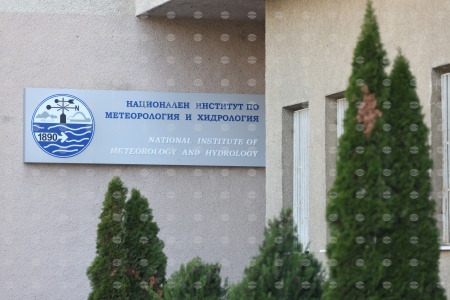 N
1890
НАЦИОНАЛЕН ИНСТИТУТ ПО
МЕТЕОРОЛОГИЯ И ХИДРОЛОГИЯ
NATIONAL INSTITUTE OF
METEOROLOGY AND HYDROLOGY